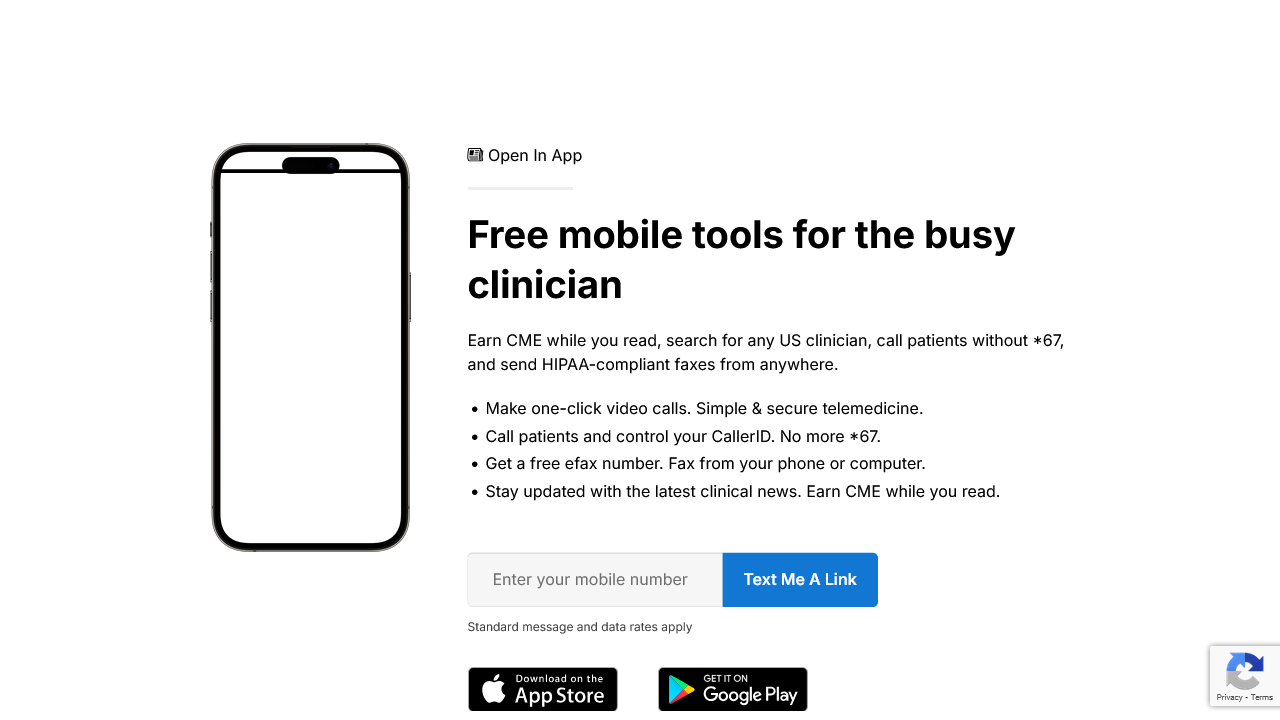 Open In App
Free mobile tools for the busy
clinician
Earn CME while you read, search for any US clinician, call patients without *67,
and send HIPAA-compliant faxes from anywhere.
• Make one-click video calls. Simple & secure telemedicine.
• Call patients and control your CallerID. No more *67.
• Get a free efax number. Fax from your phone or computer.
• Stay updated with the latest clinical news. Earn CME while you read.
Enter your mobile number
Text Me A Link
Standard message and data rates apply
Download on the
App Store
GET IT ON
Google Play
Privacy - Terms